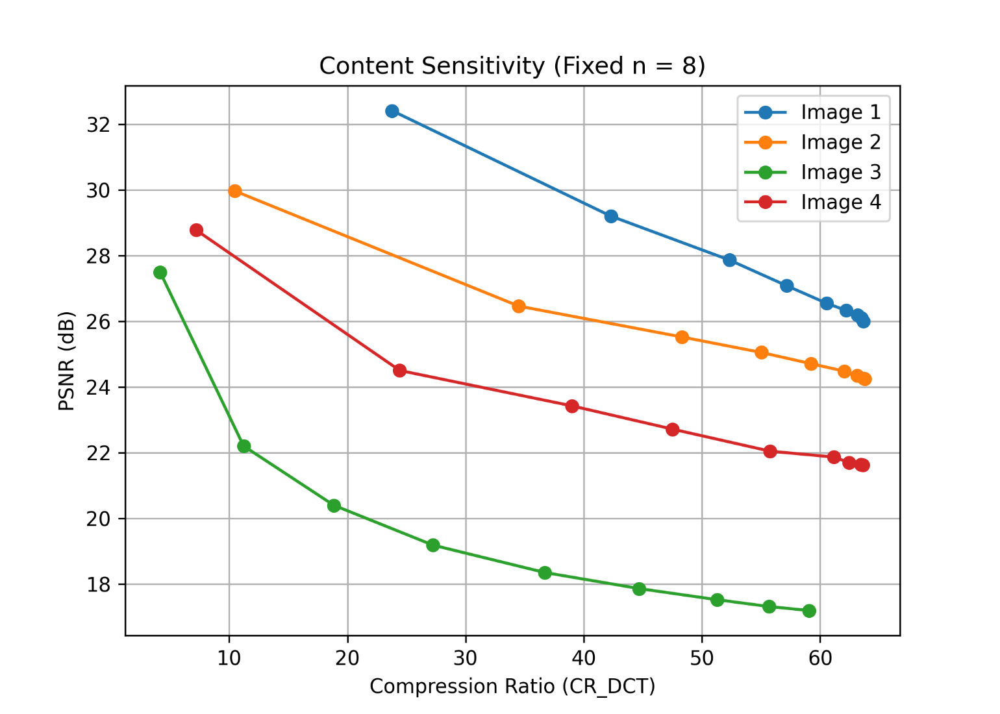 Content Sensitivity (Fixed n = 8)
Image 1
Image 2
Image 3
Image 4
PSNR (dB)
32
30
28
26
24
22
20
18
10 20 30 40 50 60
Compression Ratio (CR_DCT)